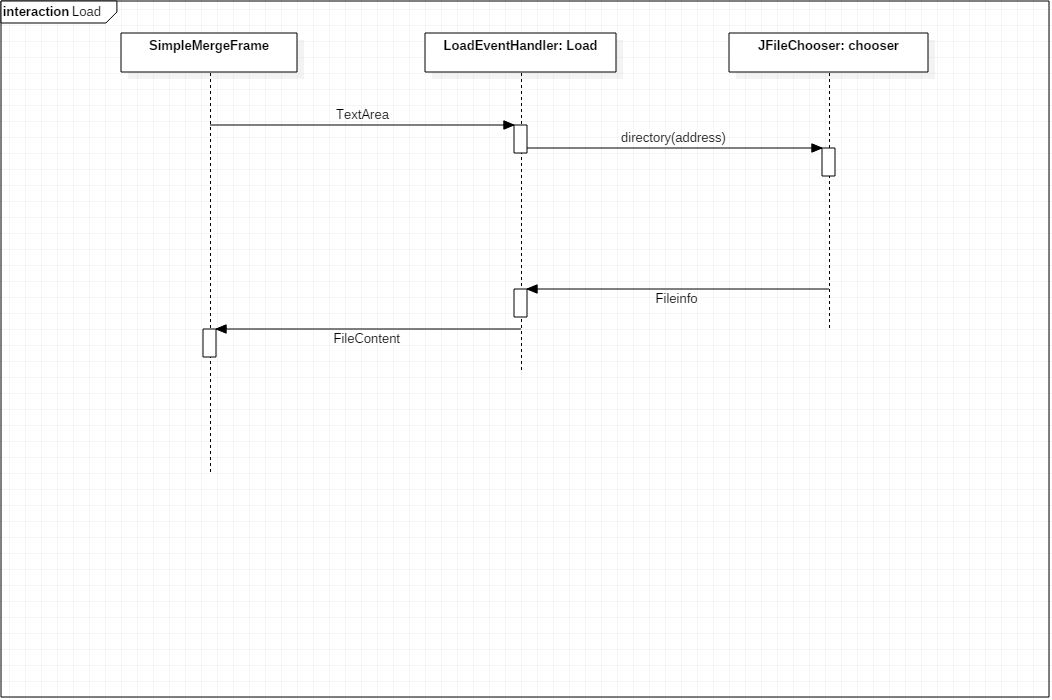 interaction Load
SimpleMergeFrame
LoadEventHandler: Load
JFileChooser: chooser
TextArea
directory(address)
Fileinfo
FileContent